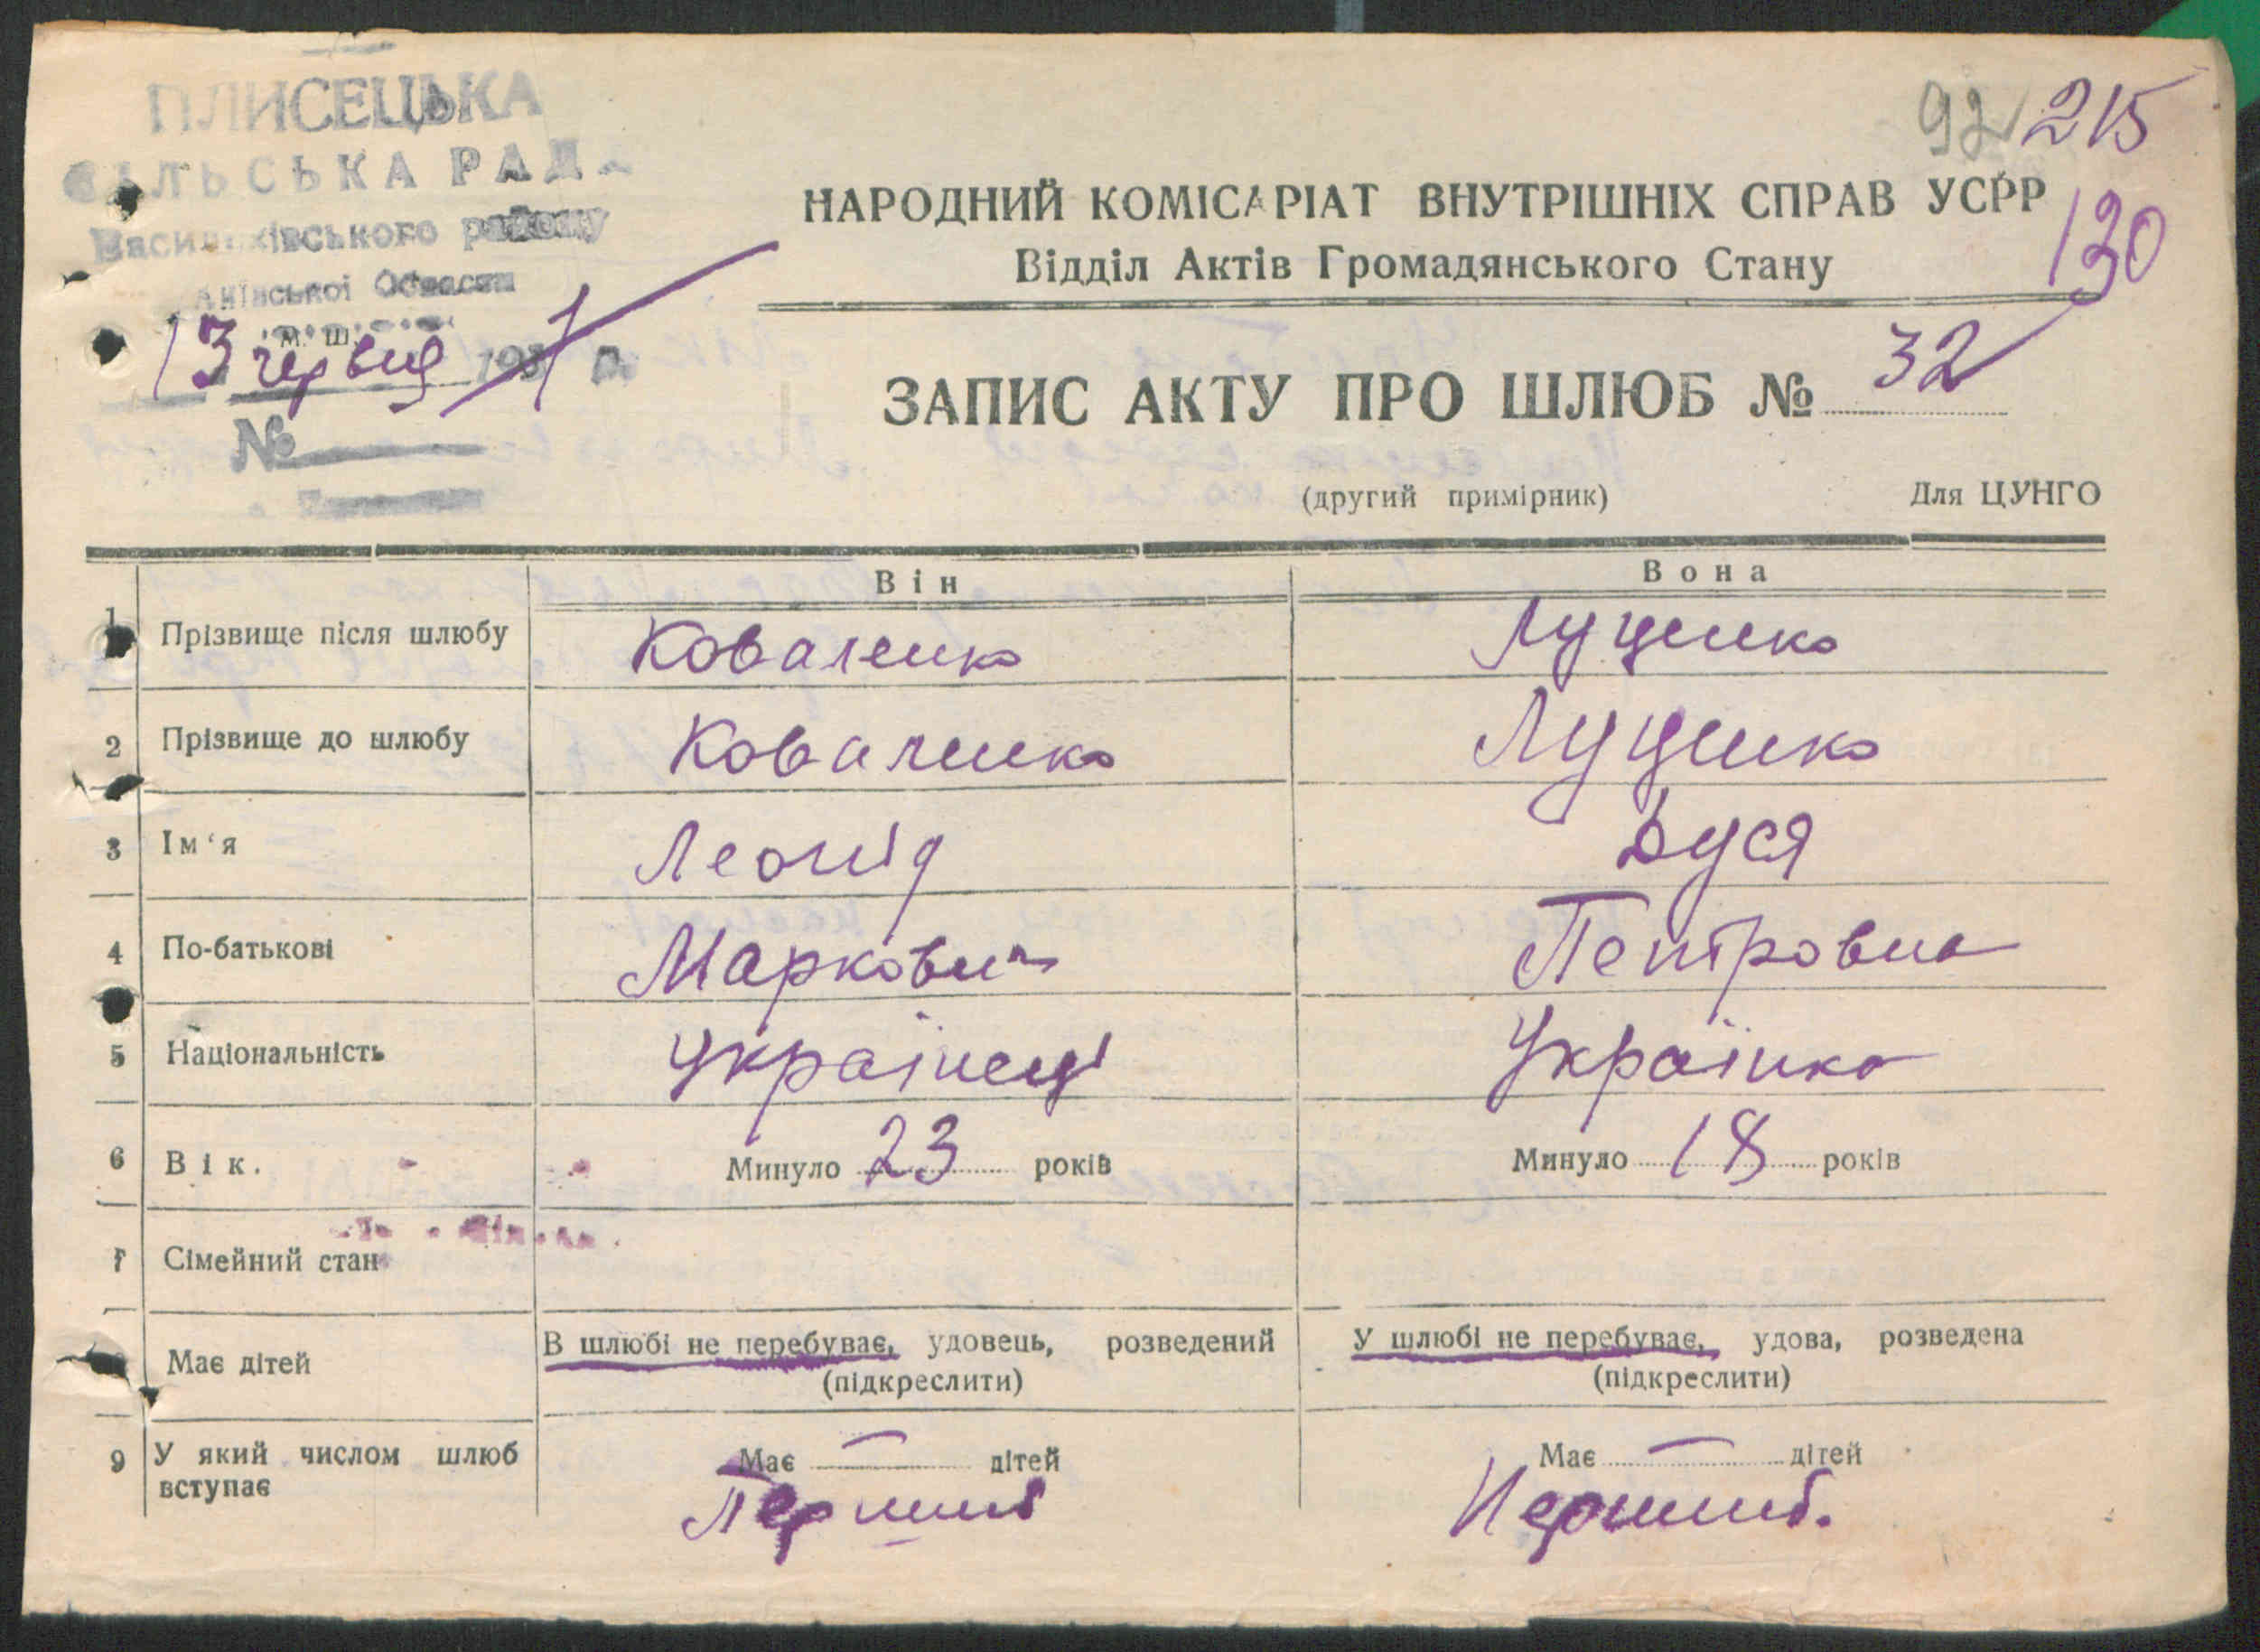 ПЛИСЕЦЬКА
СІЛЬСЬКА РАДА
Васильківського району
Київської Области
13 червня 193 р.
№
92 215
130
НАРОДНИЙ КОМІСАРІАТ ВНУТРІШНІХ СПРАВ УСРР
Відділ Актів Громадянського Стану
ЗАПИС АКТУ ПРО ШЛЮБ № 32
(другий примірник) Для ЦУНГО
Він Вона
1 Прізвище після шлюбу Коваленко Луценко
2 Прізвище до шлюбу Коваленко Луценко
3 Ім'я Леонід Дуся
4 По-батькові Маркович Петровна
5 Національність Українець Українка
6 Вік. Минуло 23 років Минуло 18 років
7 Сімейний стан
Має дітей В шлюбі не перебуває, удовець, розведений У шлюбі не перебуває, удова, розведена
(підкреслити) (підкреслити)
9 У який числом шлюб вступає Має — дітей Має — дітей
Перший Перший.